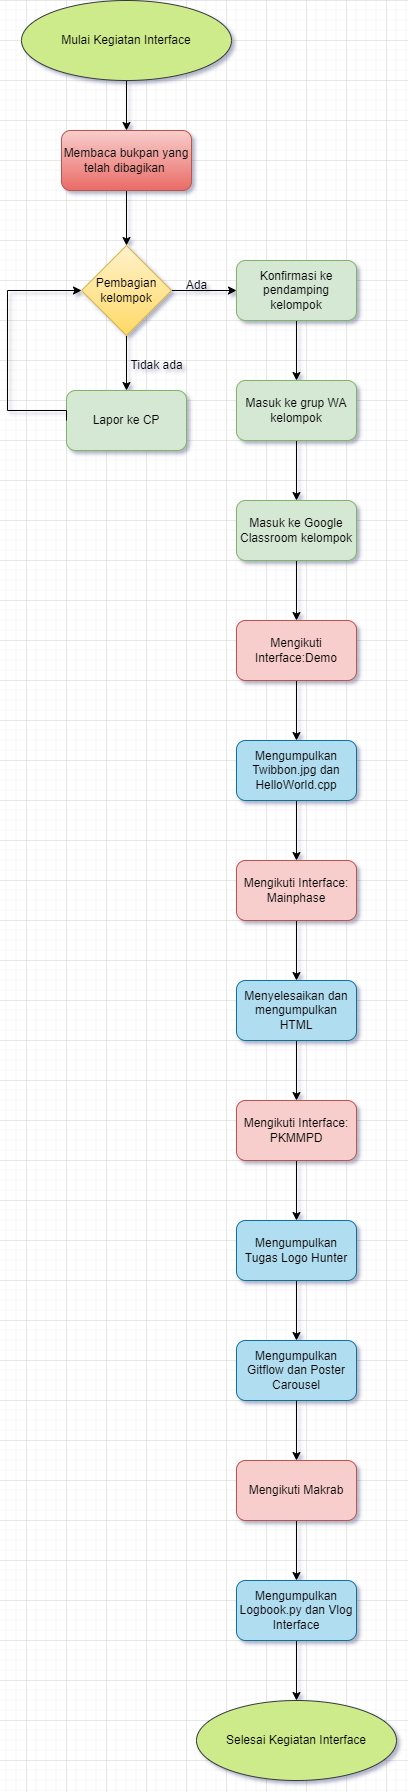 Mulai Kegiatan Interface
Membaca bukpan yang
telah dibagikan
Pembagian
kelompok
Ada
Konfirmasi ke
pendamping
kelompok
Tidak ada
Lapor ke CP
Masuk ke grup WA
kelompok
Masuk ke Google
Classroom kelompok
Mengikuti
Interface:Demo
Mengumpulkan
Twibbon.jpg dan
HelloWorld.cpp
Mengikuti Interface:
Mainphase
Menyelesaikan dan
mengumpulkan
HTML
Mengikuti Interface:
PKMMPD
Mengumpulkan
Tugas Logo Hunter
Mengumpulkan
Gitflow dan Poster
Carousel
Mengikuti Makrab
Mengumpulkan
Logbook.py dan Vlog
Interface
Selesai Kegiatan Interface